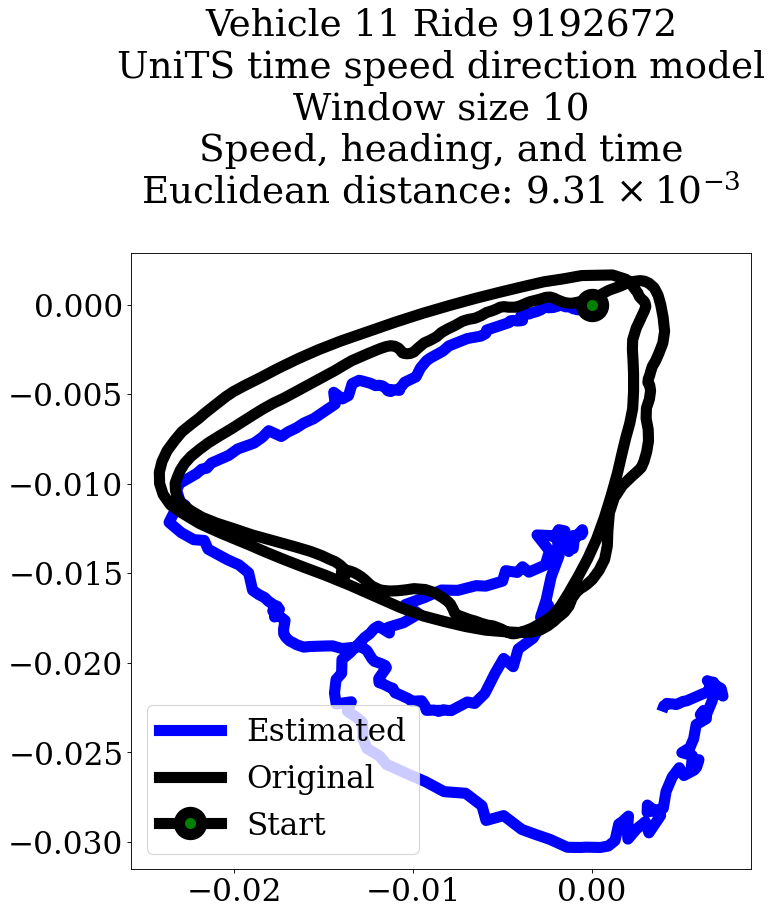 Vehicle 11 Ride 9192672
UniTS time speed direction model
Window size 10
Speed, heading, and time
Euclidean distance: 9.31 × 10⁻³
0.000
−0.005
−0.010
−0.015
−0.020
−0.025
−0.030
Estimated
Original
Start
−0.02
−0.01
0.00